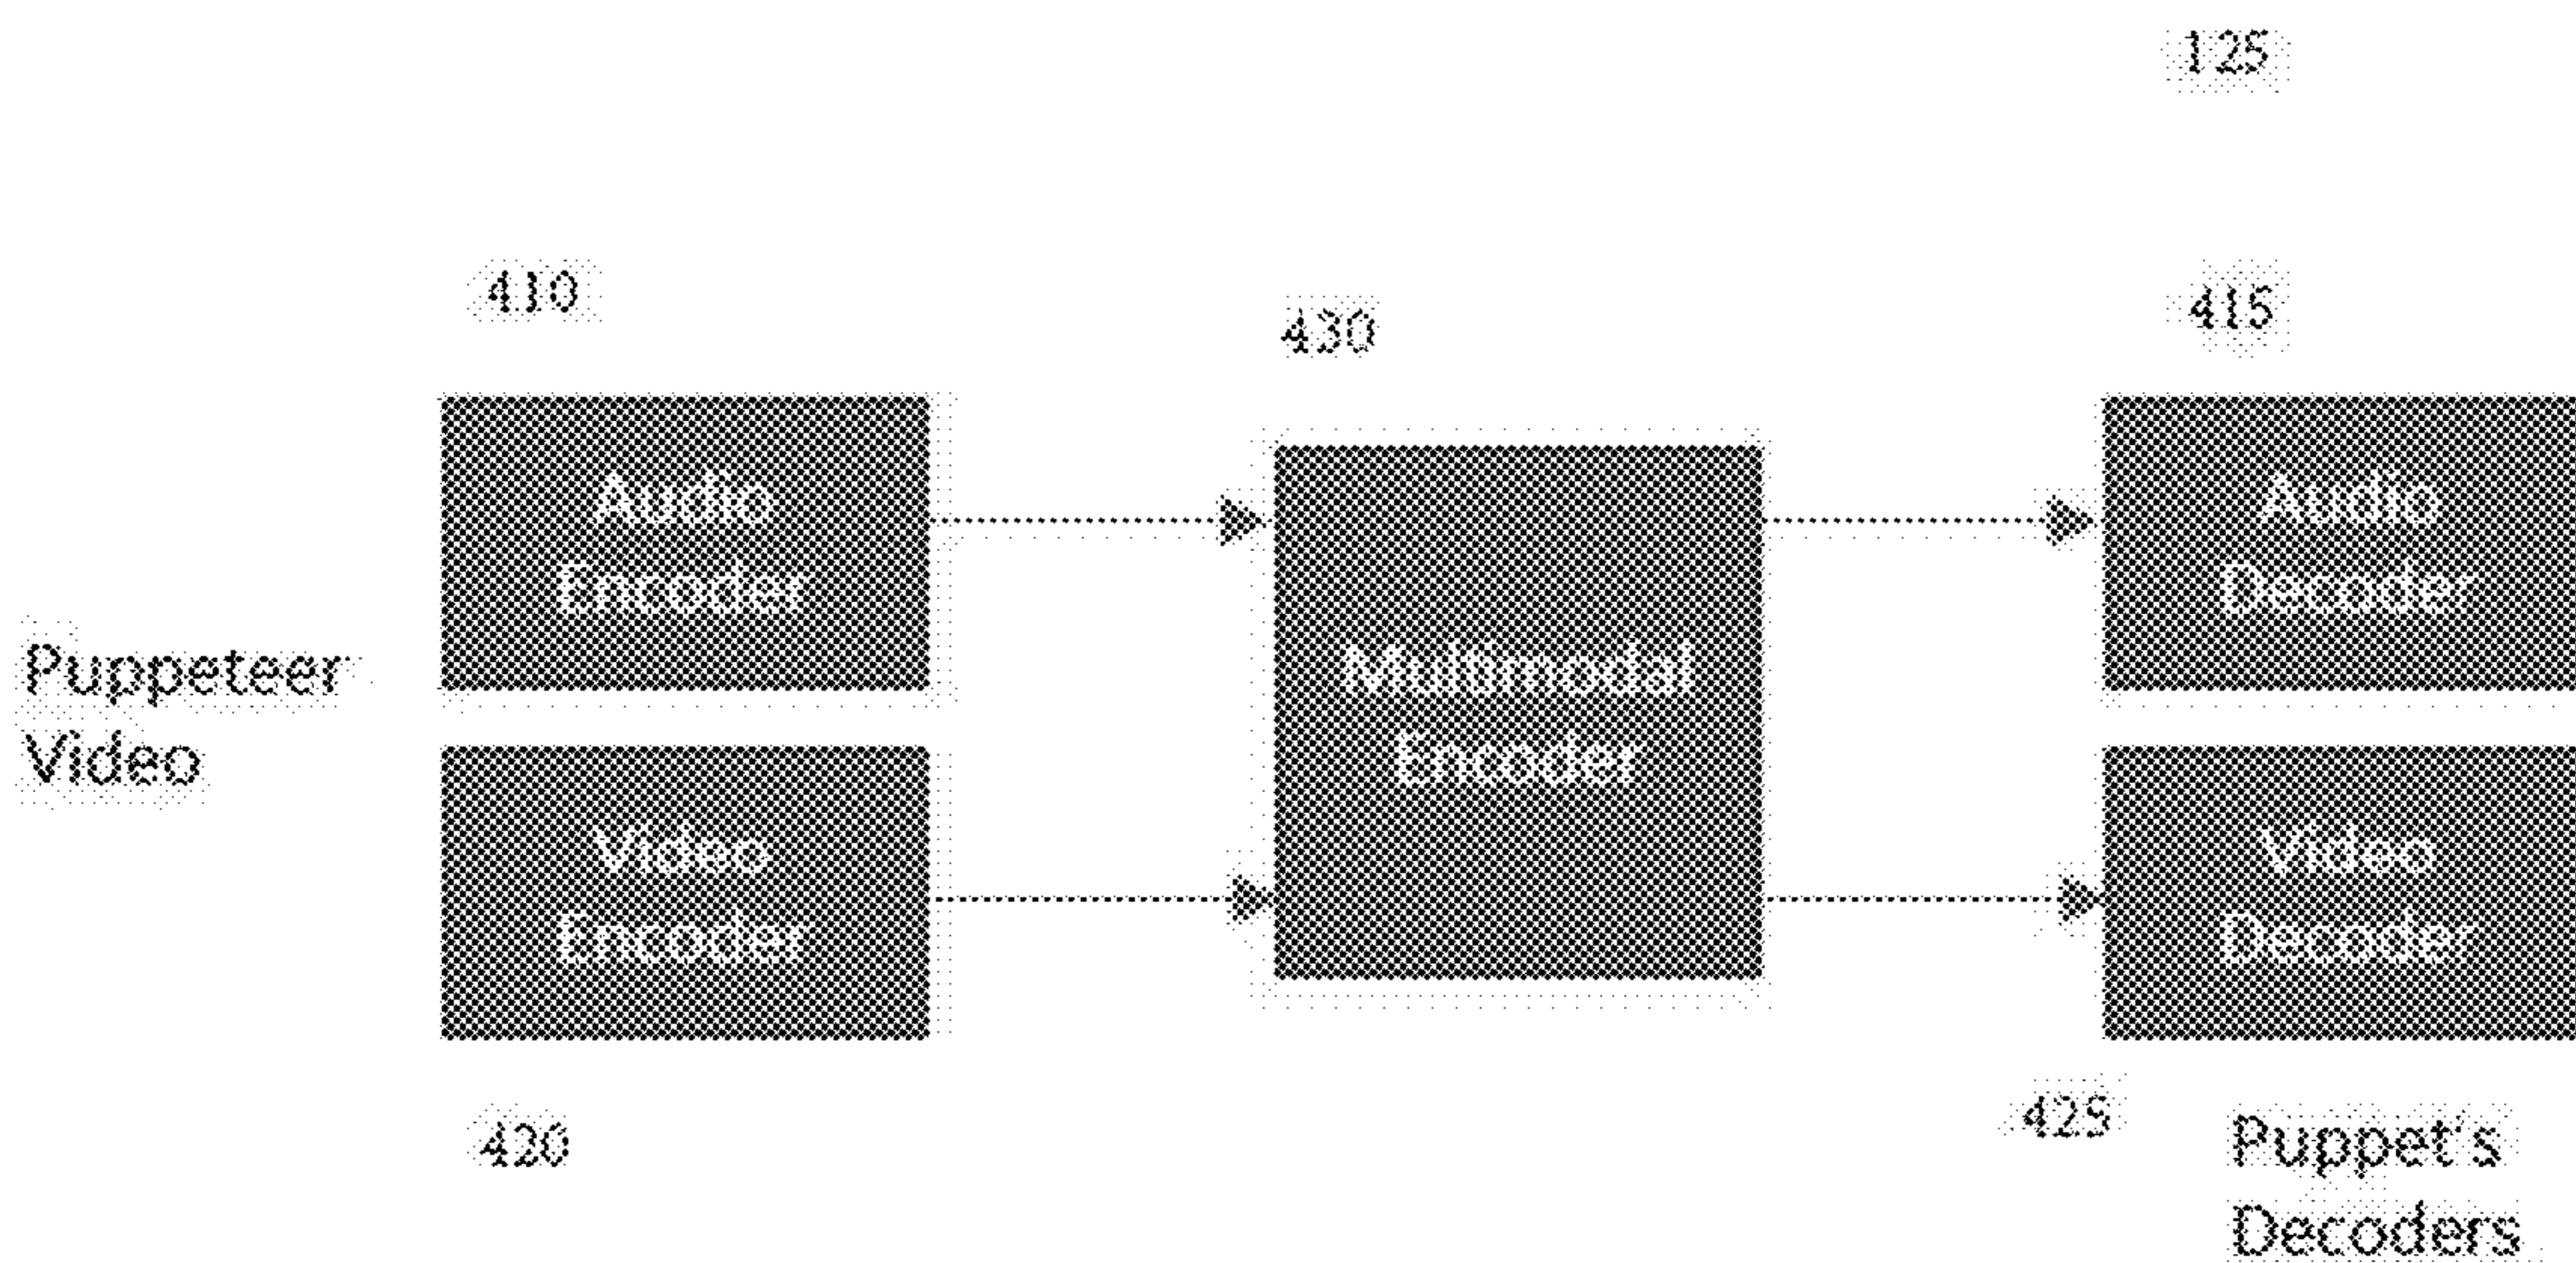 125
410
430
415
Audio
Encoder
Audio
Decoder
Multimodal
Encoder
Puppeteer
Video
Video
Encoder
Video
Decoder
420
425
Puppet's
Decoders